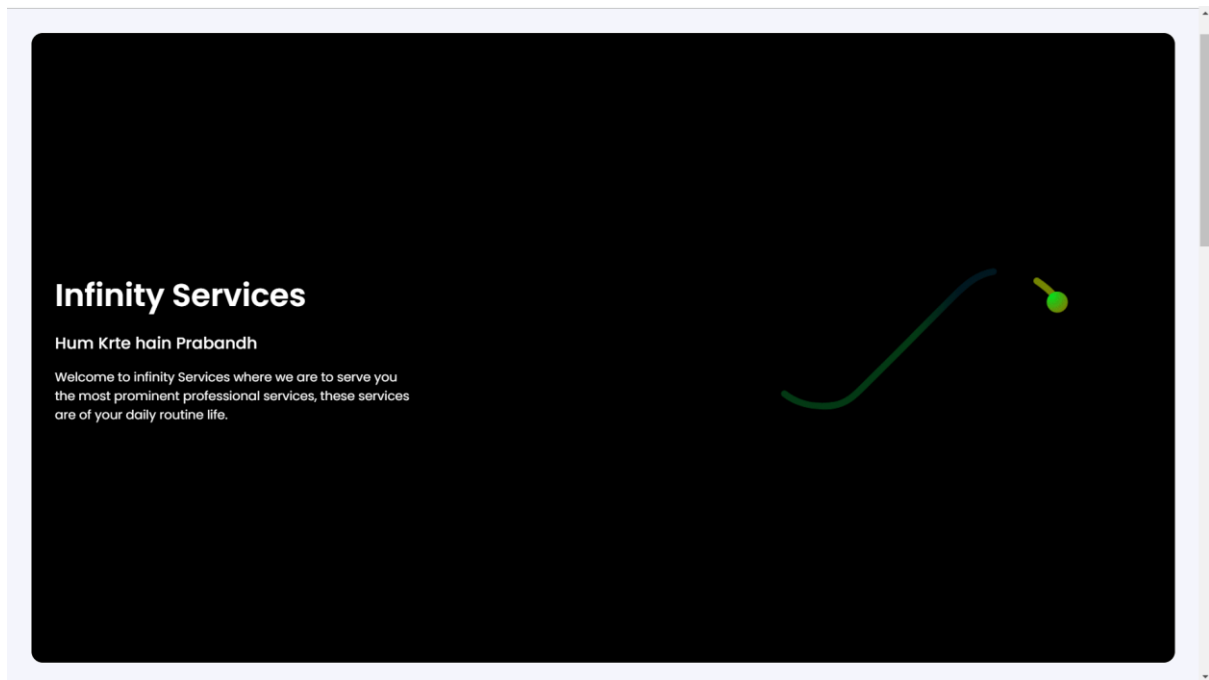 Infinity Services
Hum Krte hain Prabandh
Welcome to infinity Services where we are to serve you
the most prominent professional services, these services
are of your daily routine life.